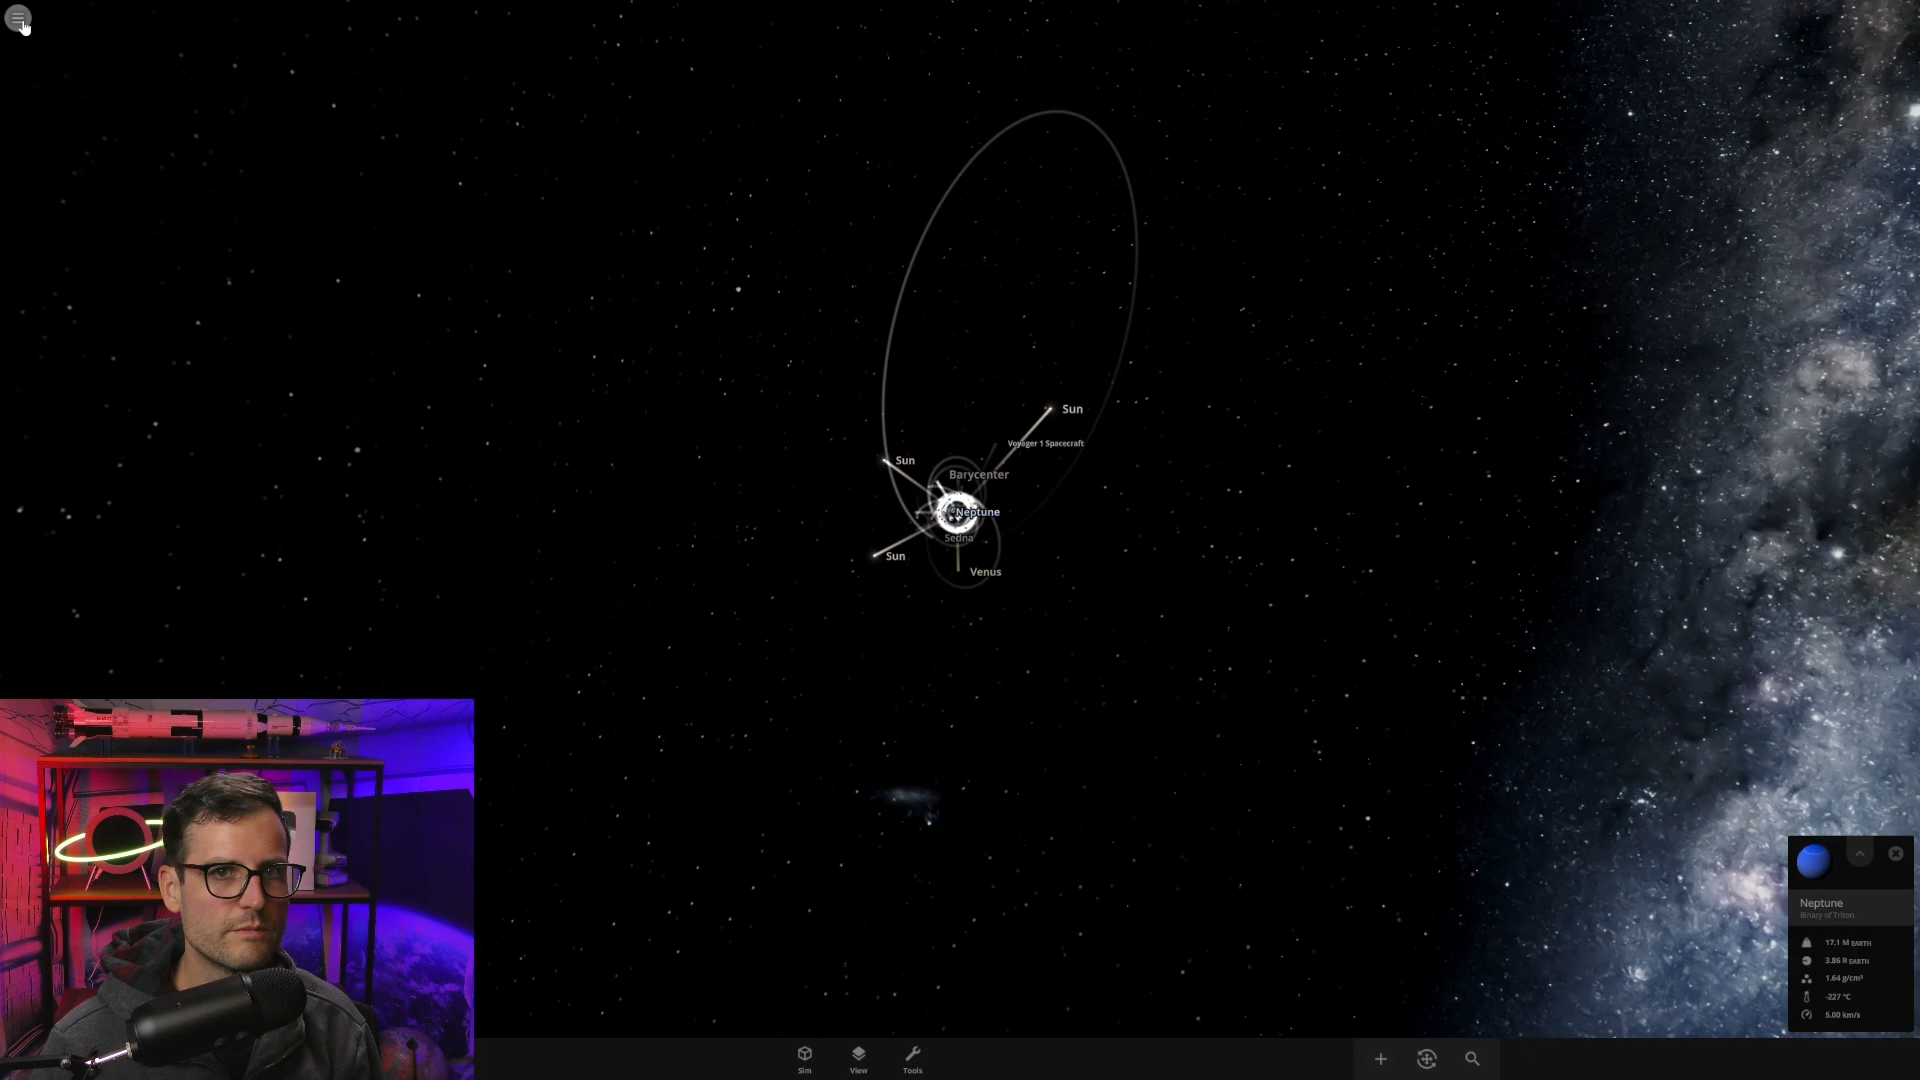 Sun
Voyager 1 Spacecraft
Sun
Barycenter
Neptune
Sedna
Sun
Venus
Neptune
Binary of Triton
17.1 M EARTH
3.86 R EARTH
1.64 g/cm³
-227 °C
5.00 km/s
Sim
View
Tools